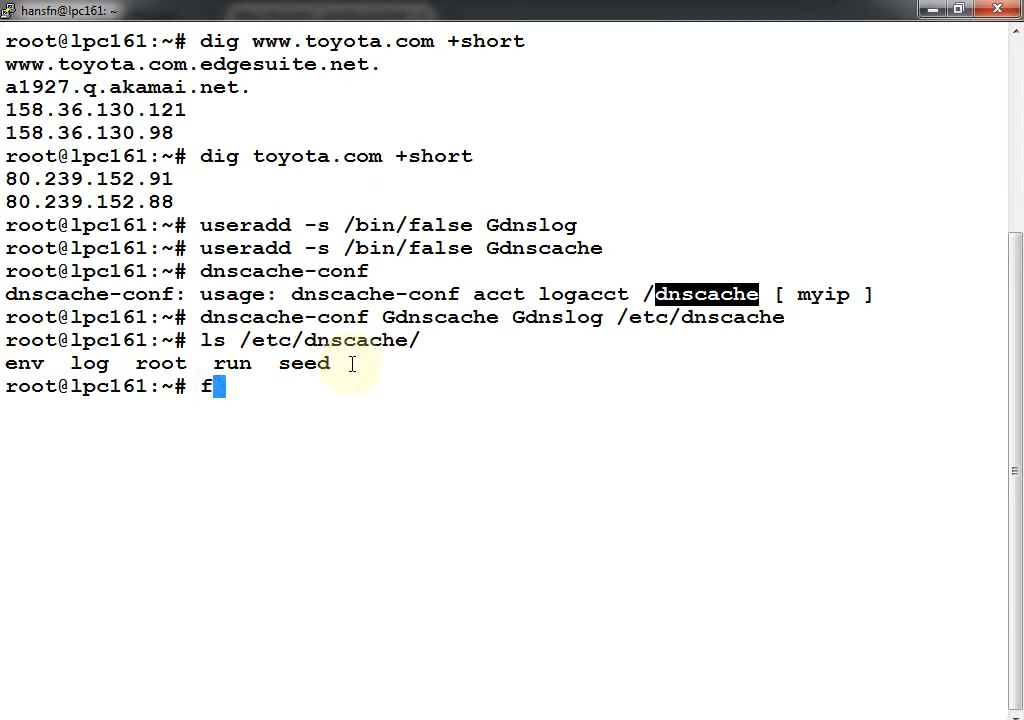 hansfn@lpc161: ~
root@lpc161:~# dig www.toyota.com +short
www.toyota.com.edgesuite.net.
a1927.q.akamai.net.
158.36.130.121
158.36.130.98
root@lpc161:~# dig toyota.com +short
80.239.152.91
80.239.152.88
root@lpc161:~# useradd -s /bin/false Gdnslog
root@lpc161:~# useradd -s /bin/false Gdnscache
root@lpc161:~# dnscache-conf
dnscache-conf: usage: dnscache-conf acct logacct /dnscache [ myip ]
root@lpc161:~# dnscache-conf Gdnscache Gdnslog /etc/dnscache
root@lpc161:~# ls /etc/dnscache/
env  log  root  run  seed
root@lpc161:~# f